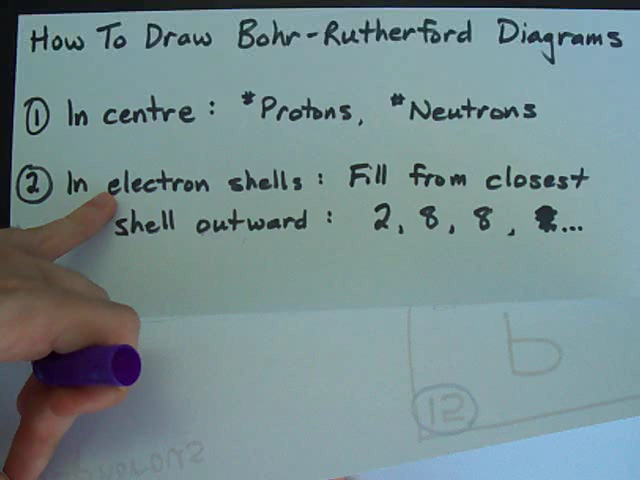 How To Draw Bohr-Rutherford Diagrams
① In centre: #Protons, #Neutrons
② In electron shells: Fill from closest
shell outward: 2, 8, 8, ...
12